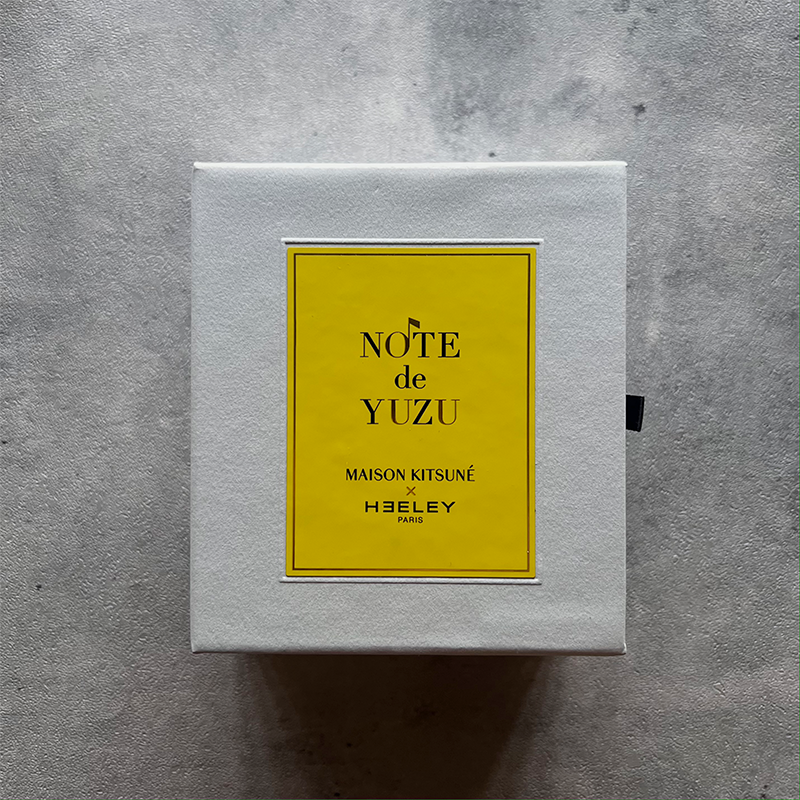 NOTE
de
YUZU
MAISON KITSUNÉ
×
HEELEY
PARIS